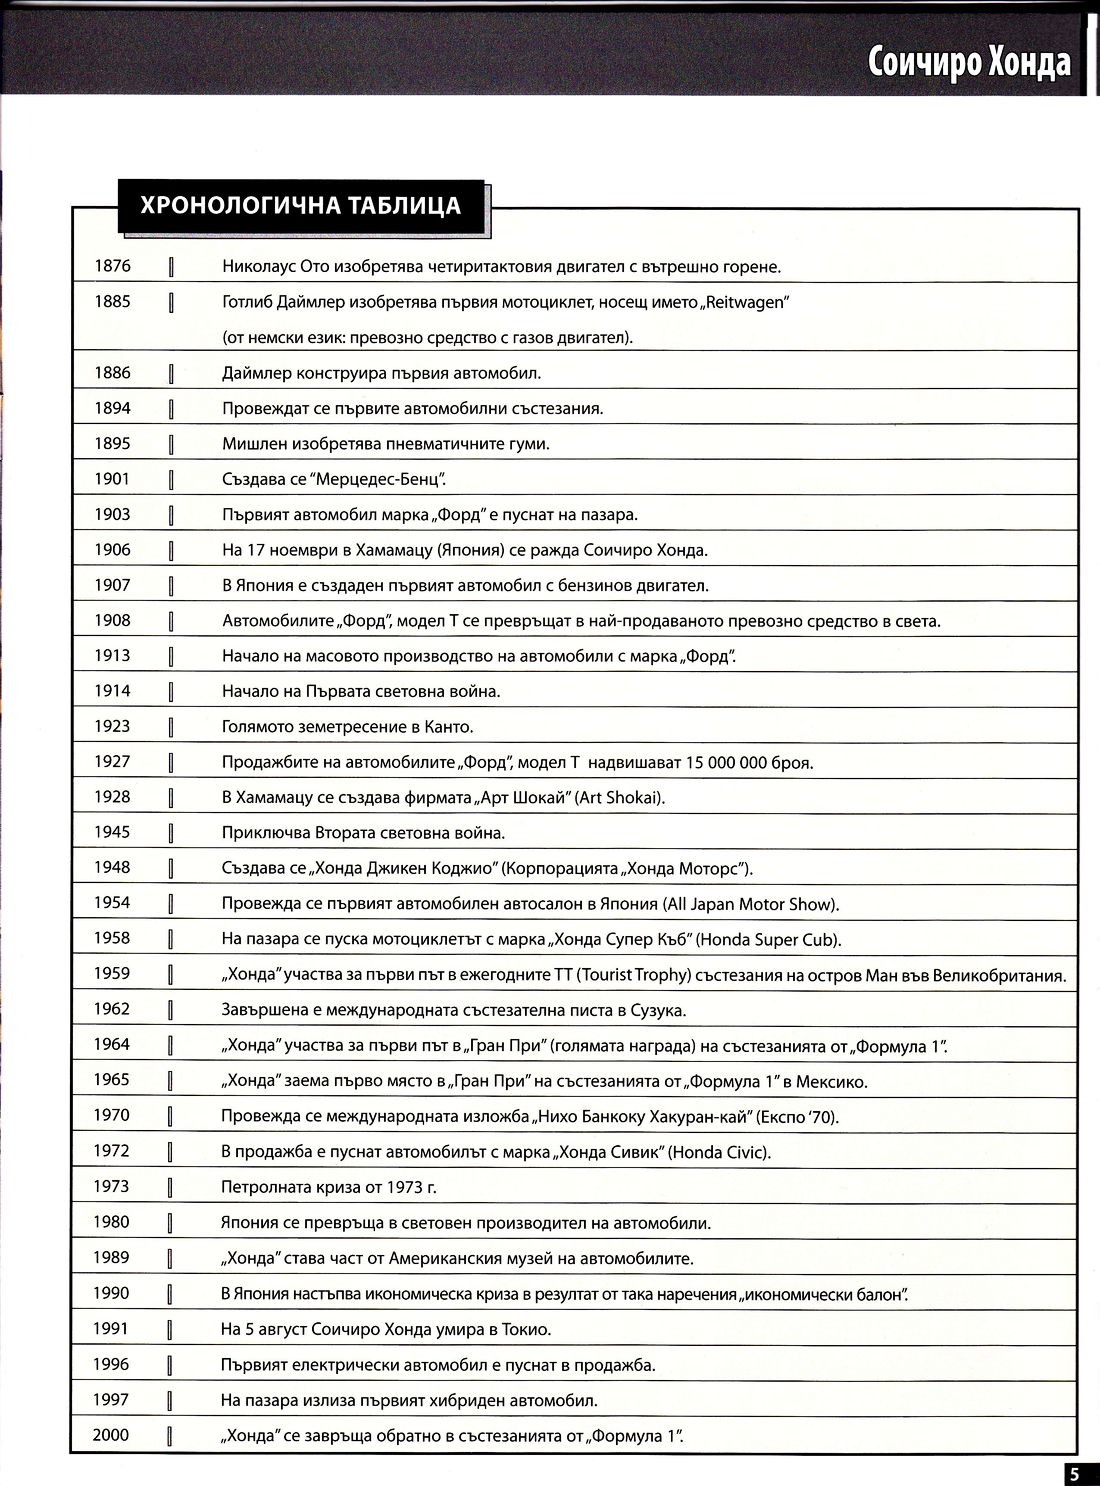 Соичиро Хонда
ХРОНОЛОГИЧНА ТАБЛИЦА
1876 Николаус Ото изобретява четиритактовия двигател с вътрешно горене.
1885 Готлиб Даймлер изобретява първия мотоциклет, носещ името „Reitwagen”
(от немски език: превозно средство с газов двигател).
1886 Даймлер конструира първия автомобил.
1894 Провеждат се първите автомобилни състезания.
1895 Мишлен изобретява пневматичните гуми.
1901 Създава се “Мерцедес-Бенц”.
1903 Първият автомобил марка „Форд” е пуснат на пазара.
1906 На 17 ноември в Хамамацу (Япония) се ражда Соичиро Хонда.
1907 В Япония е създаден първият автомобил с бензинов двигател.
1908 Автомобилите „Форд”, модел Т се превръщат в най-продаваното превозно средство в света.
1913 Начало на масовото производство на автомобили с марка „Форд”.
1914 Начало на Първата световна война.
1923 Голямото земетресение в Канто.
1927 Продажбите на автомобилите „Форд”, модел Т надвишават 15 000 000 броя.
1928 В Хамамацу се създава фирмата „Арт Шокай” (Art Shokai).
1945 Приключва Втората световна война.
1948 Създава се „Хонда Джикен Коджио” (Корпорацията „Хонда Моторс”).
1954 Провежда се първият автомобилен автосалон в Япония (All Japan Motor Show).
1958 На пазара се пуска мотоциклетът с марка „Хонда Супер Къб” (Honda Super Cub).
1959 „Хонда” участва за първи път в ежегодните ТТ (Tourist Trophy) състезания на остров Ман във Великобритания.
1962 Завършена е международната състезателна писта в Сузука.
1964 „Хонда” участва за първи път в „Гран При” (голямата награда) на състезанията от „Формула 1”.
1965 „Хонда” заема първо място в „Гран При” на състезанията от „Формула 1” в Мексико.
1970 Провежда се международната изложба „Нихо Банкоку Хакуран-кай” (Експо ‘70).
1972 В продажба е пуснат автомобилът с марка „Хонда Сивик” (Honda Civic).
1973 Петролната криза от 1973 г.
1980 Япония се превръща в световен производител на автомобили.
1989 „Хонда” става част от Американския музей на автомобилите.
1990 В Япония настъпва икономическа криза в резултат от така наречения „икономически балон”.
1991 На 5 август Соичиро Хонда умира в Токио.
1996 Първият електрически автомобил е пуснат в продажба.
1997 На пазара излиза първият хибриден автомобил.
2000 „Хонда” се завръща обратно в състезанията от „Формула 1”.
5